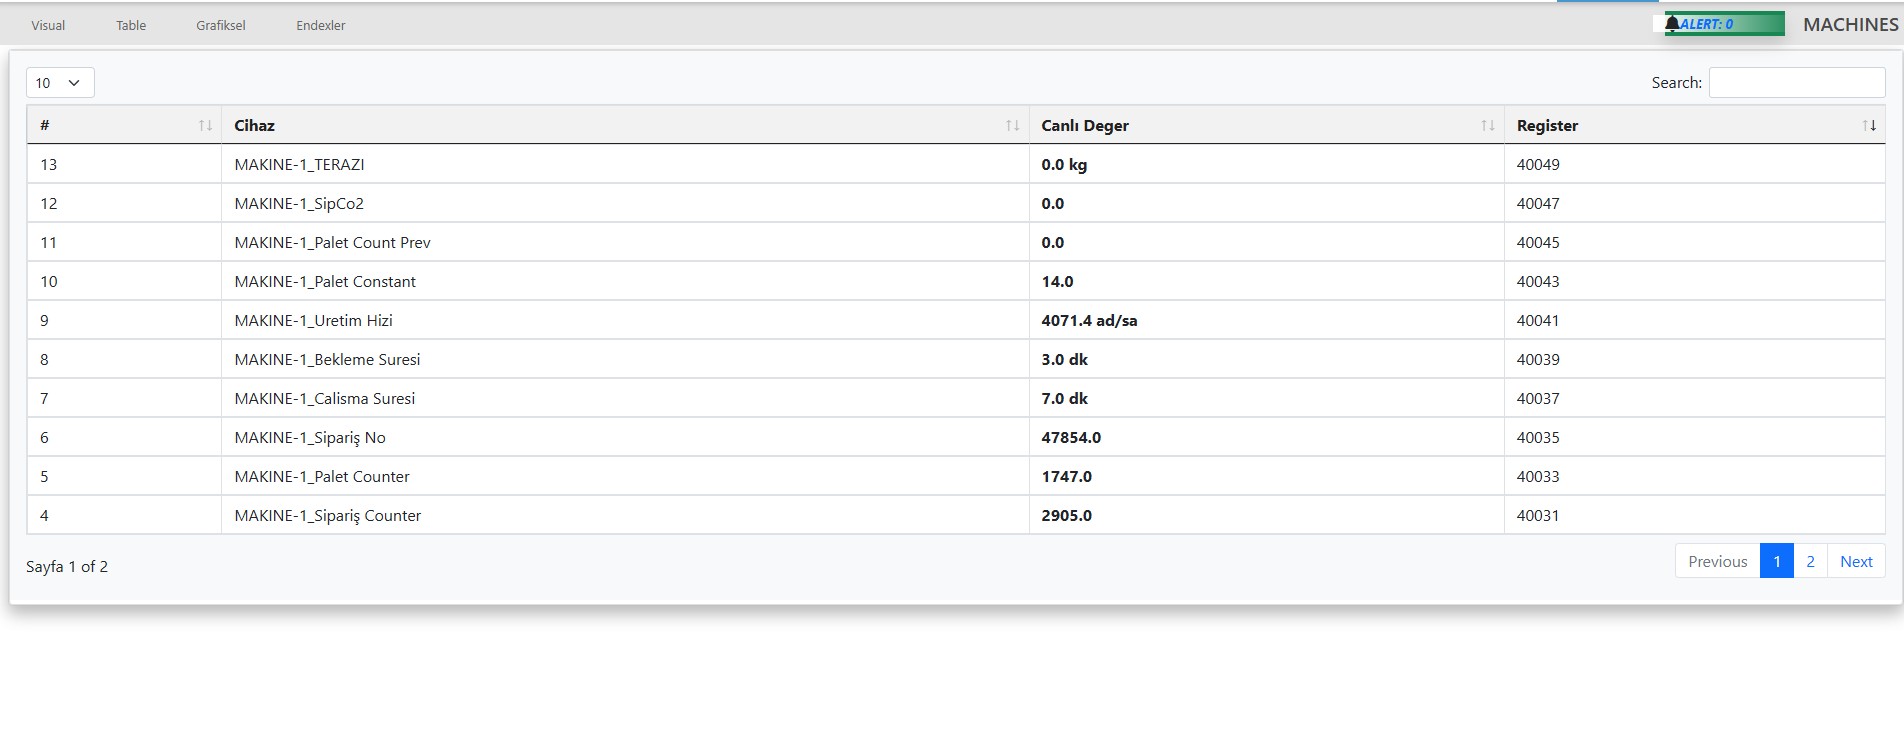 Visual Table Grafiksel Endexler ALERT: 0 MACHINES
10 Search:
# Cihaz Canlı Deger Register
13 MAKINE-1_TERAZI 0.0 kg 40049
12 MAKINE-1_SipCo2 0.0 40047
11 MAKINE-1_Palet Count Prev 0.0 40045
10 MAKINE-1_Palet Constant 14.0 40043
9 MAKINE-1_Uretim Hizi 4071.4 ad/sa 40041
8 MAKINE-1_Bekleme Suresi 3.0 dk 40039
7 MAKINE-1_Calisma Suresi 7.0 dk 40037
6 MAKINE-1_Sipariş No 47854.0 40035
5 MAKINE-1_Palet Counter 1747.0 40033
4 MAKINE-1_Sipariş Counter 2905.0 40031
Sayfa 1 of 2 Previous 1 2 Next